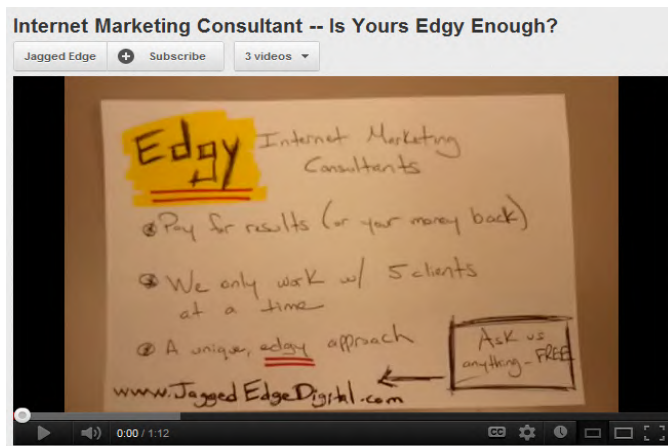 Internet Marketing Consultant -- Is Yours Edgy Enough?
Jagged Edge + Subscribe 3 videos
Edgy Internet Marketing
Consultants
Pay for results (or your money back)
We only work w/ 5 clients
at a time
A unique, edgy approach
Ask us
anything - FREE
www.JaggedEdgeDigital.com
0:00 / 1:12 CC